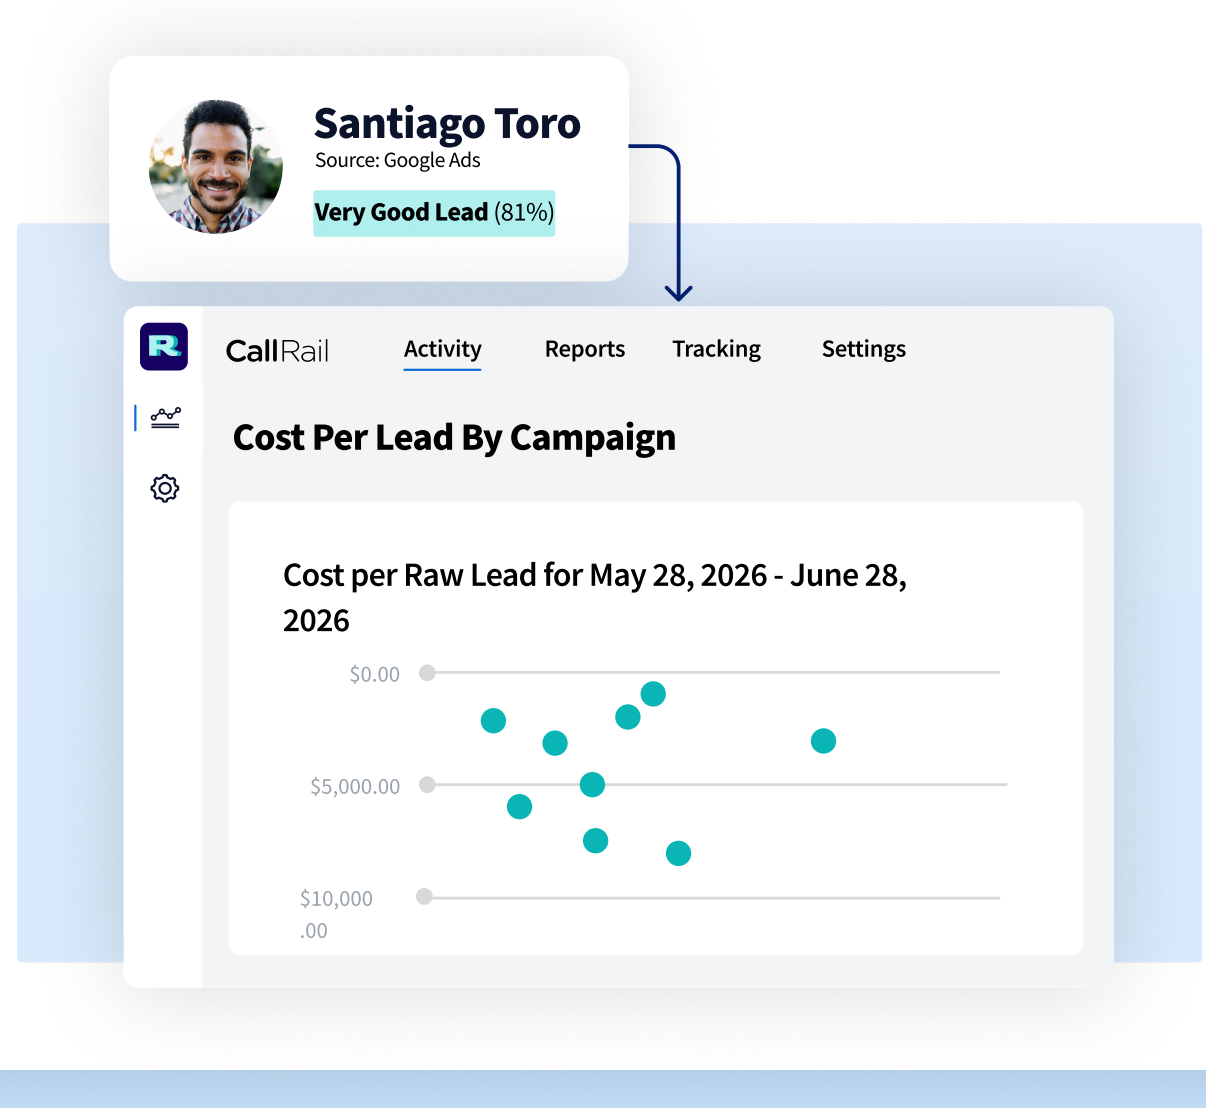 Santiago Toro
Source: Google Ads
Very Good Lead (81%)
R
CallRail
Activity
Reports
Tracking
Settings
Cost Per Lead By Campaign
Cost per Raw Lead for May 28, 2026 - June 28,
2026
$0.00
$5,000.00
$10,000
.00